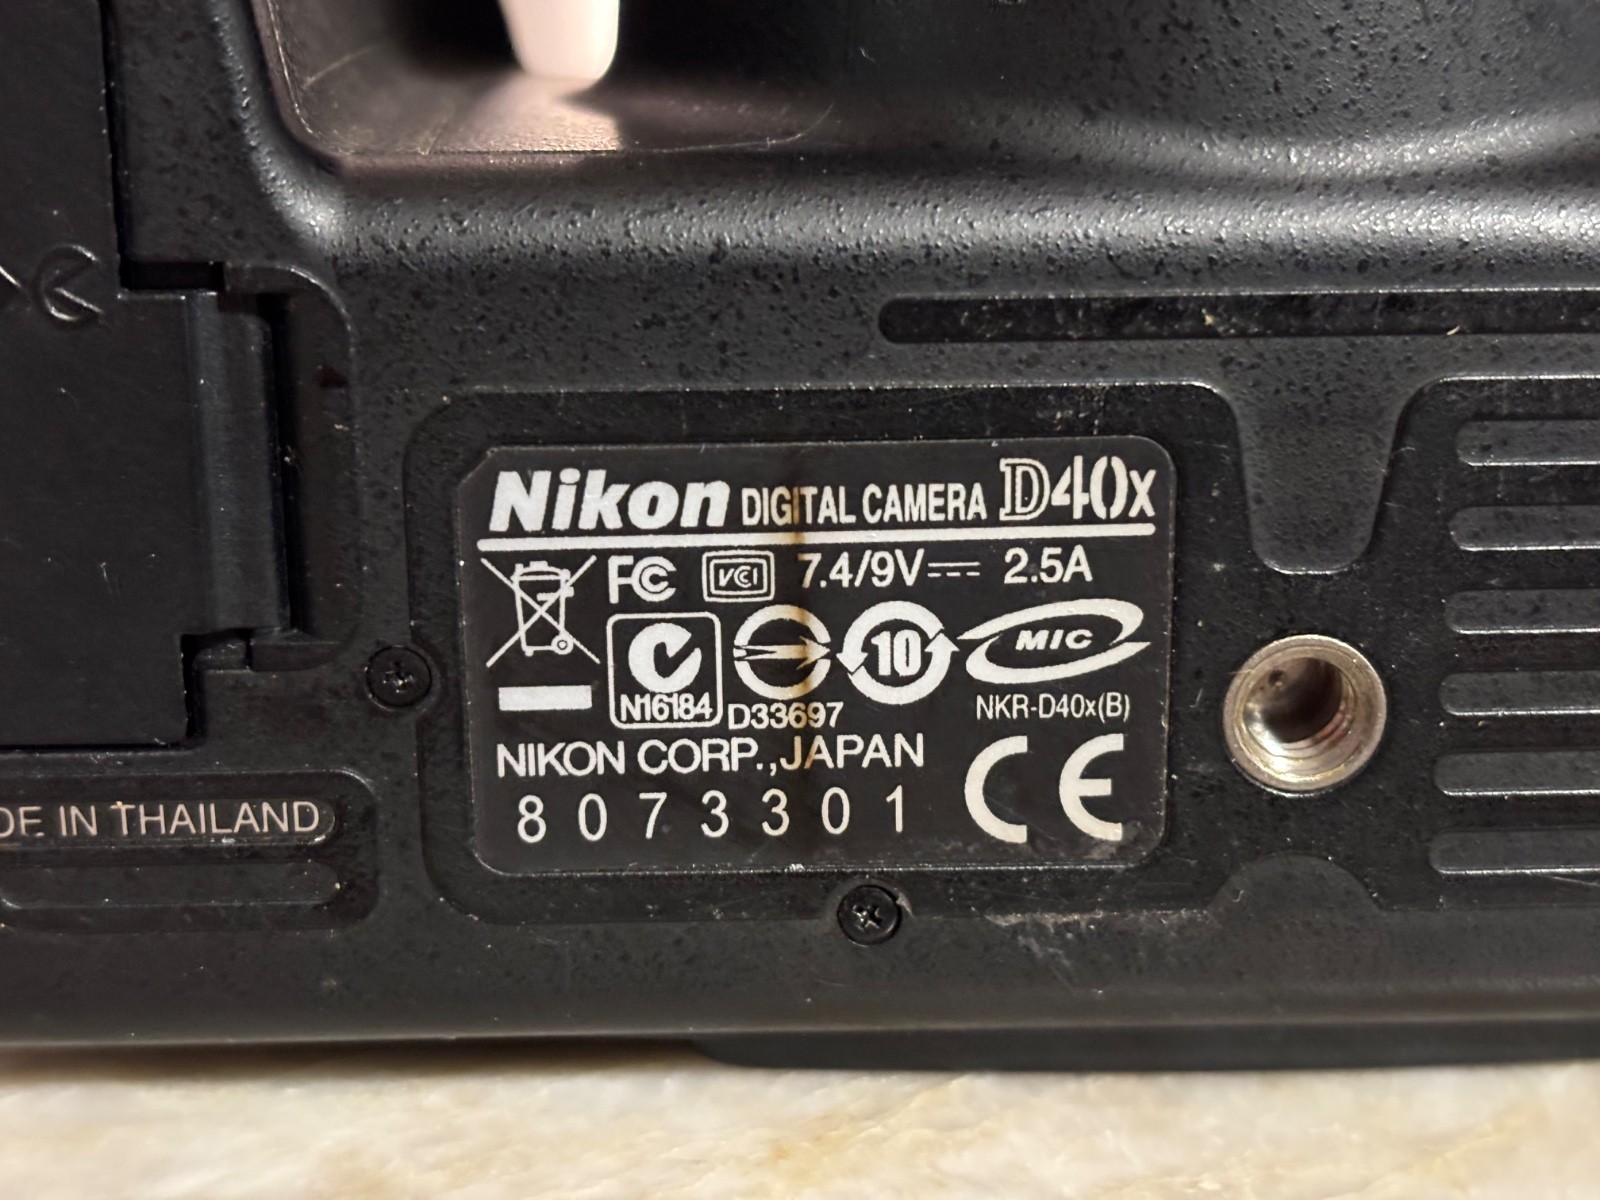 Nikon DIGITAL CAMERA D40x
FC VCI 7.4/9V 2.5A
10 MIC
N16184 D33697 NKR-D40x(B)
NIKON CORP.,JAPAN
CE
8073301
DE IN THAILAND